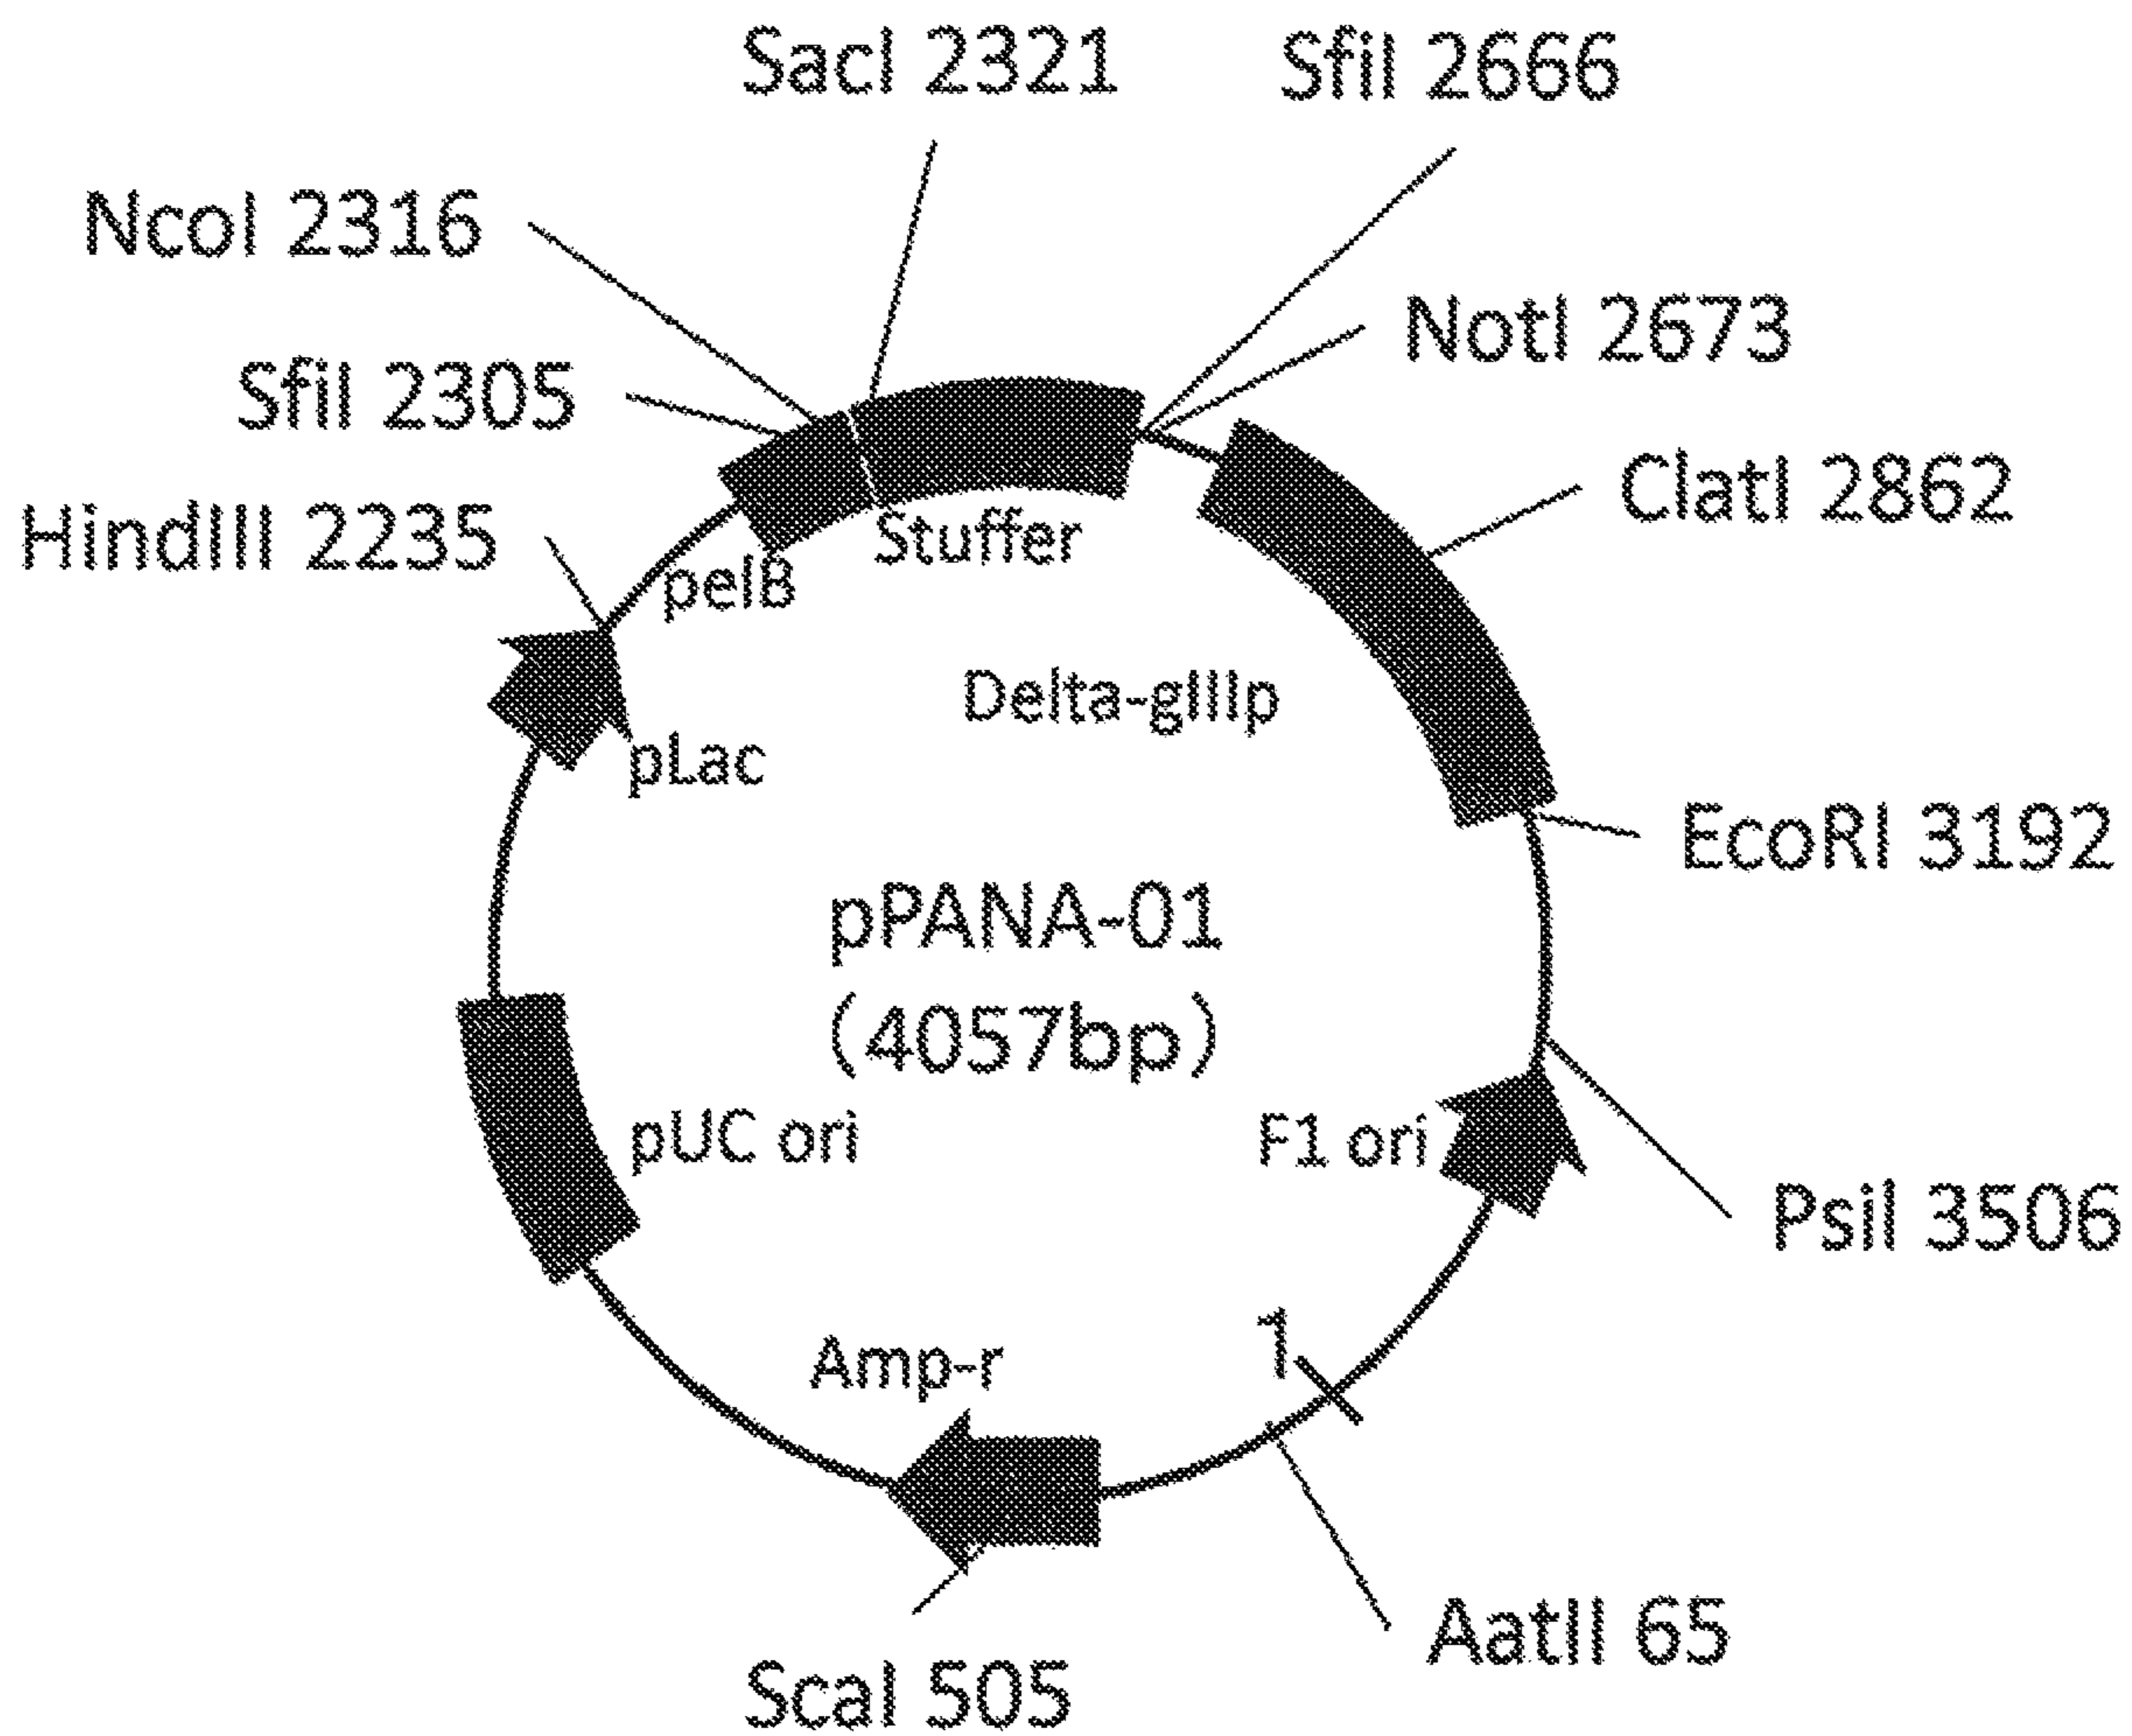 SacI 2321
SfiI 2666
NcoI 2316
NotI 2673
SfiI 2305
ClatI 2862
HindIII 2235
Stuffer
pelB
Delta-gIIIp
pLac
EcoRI 3192
pPANA-01
(4057bp)
pUC ori
F1 ori
PsiI 3506
1
Amp-r
AatII 65
ScaI 505